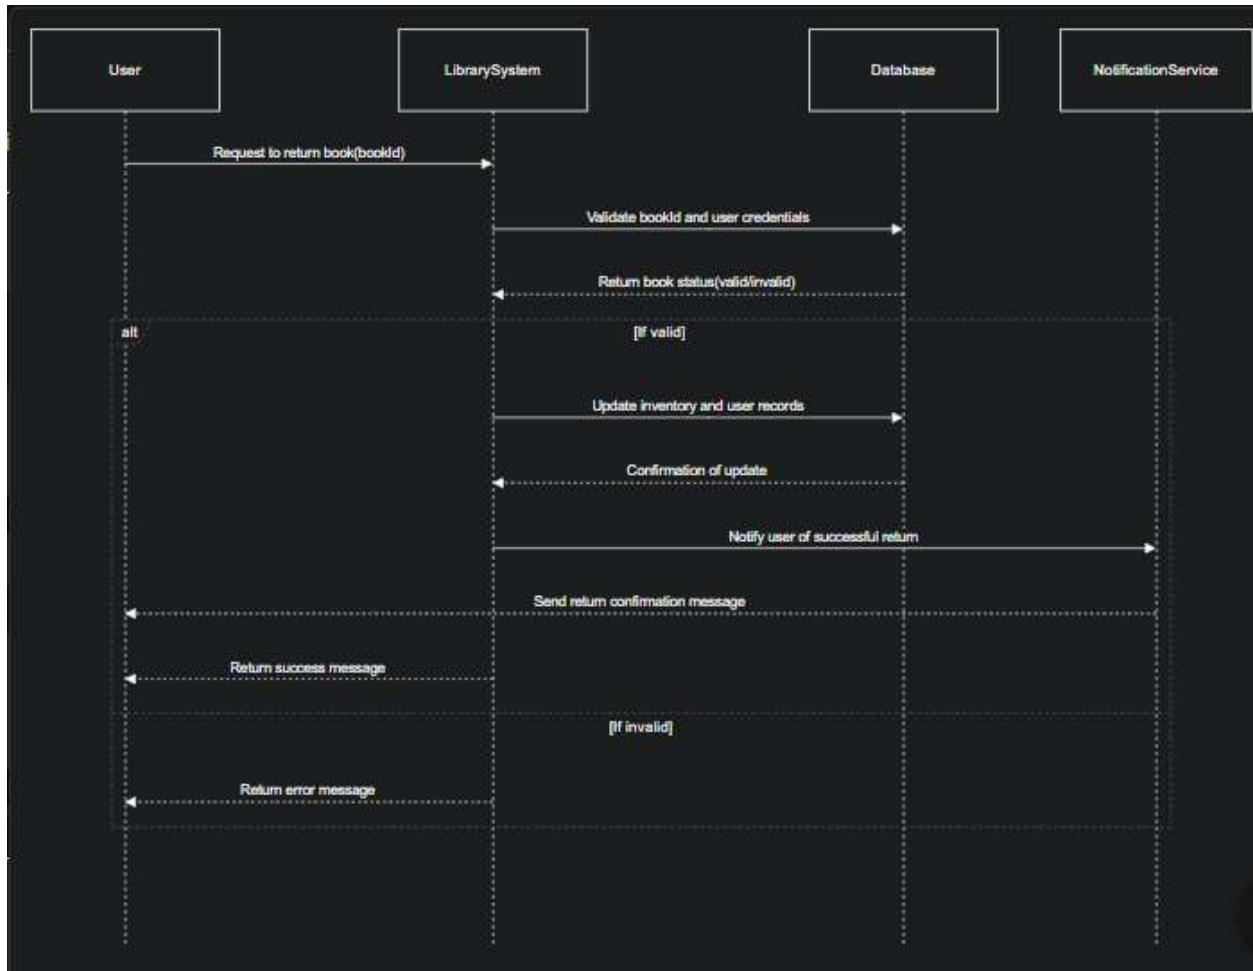 User
LibrarySystem
Database
NotificationService
Request to return book(bookId)
Validate bookId and user credentials
Return book status(valid/invalid)
alt
[If valid]
Update inventory and user records
Confirmation of update
Notify user of successful return
Send return confirmation message
Return success message
[If invalid]
Return error message